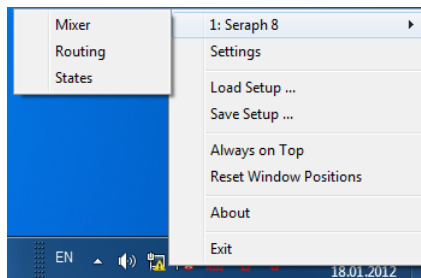 Mixer
Routing
States
1: Seraph 8
Settings
Load Setup ...
Save Setup ...
Always on Top
Reset Window Positions
About
Exit
EN
18.01.2012